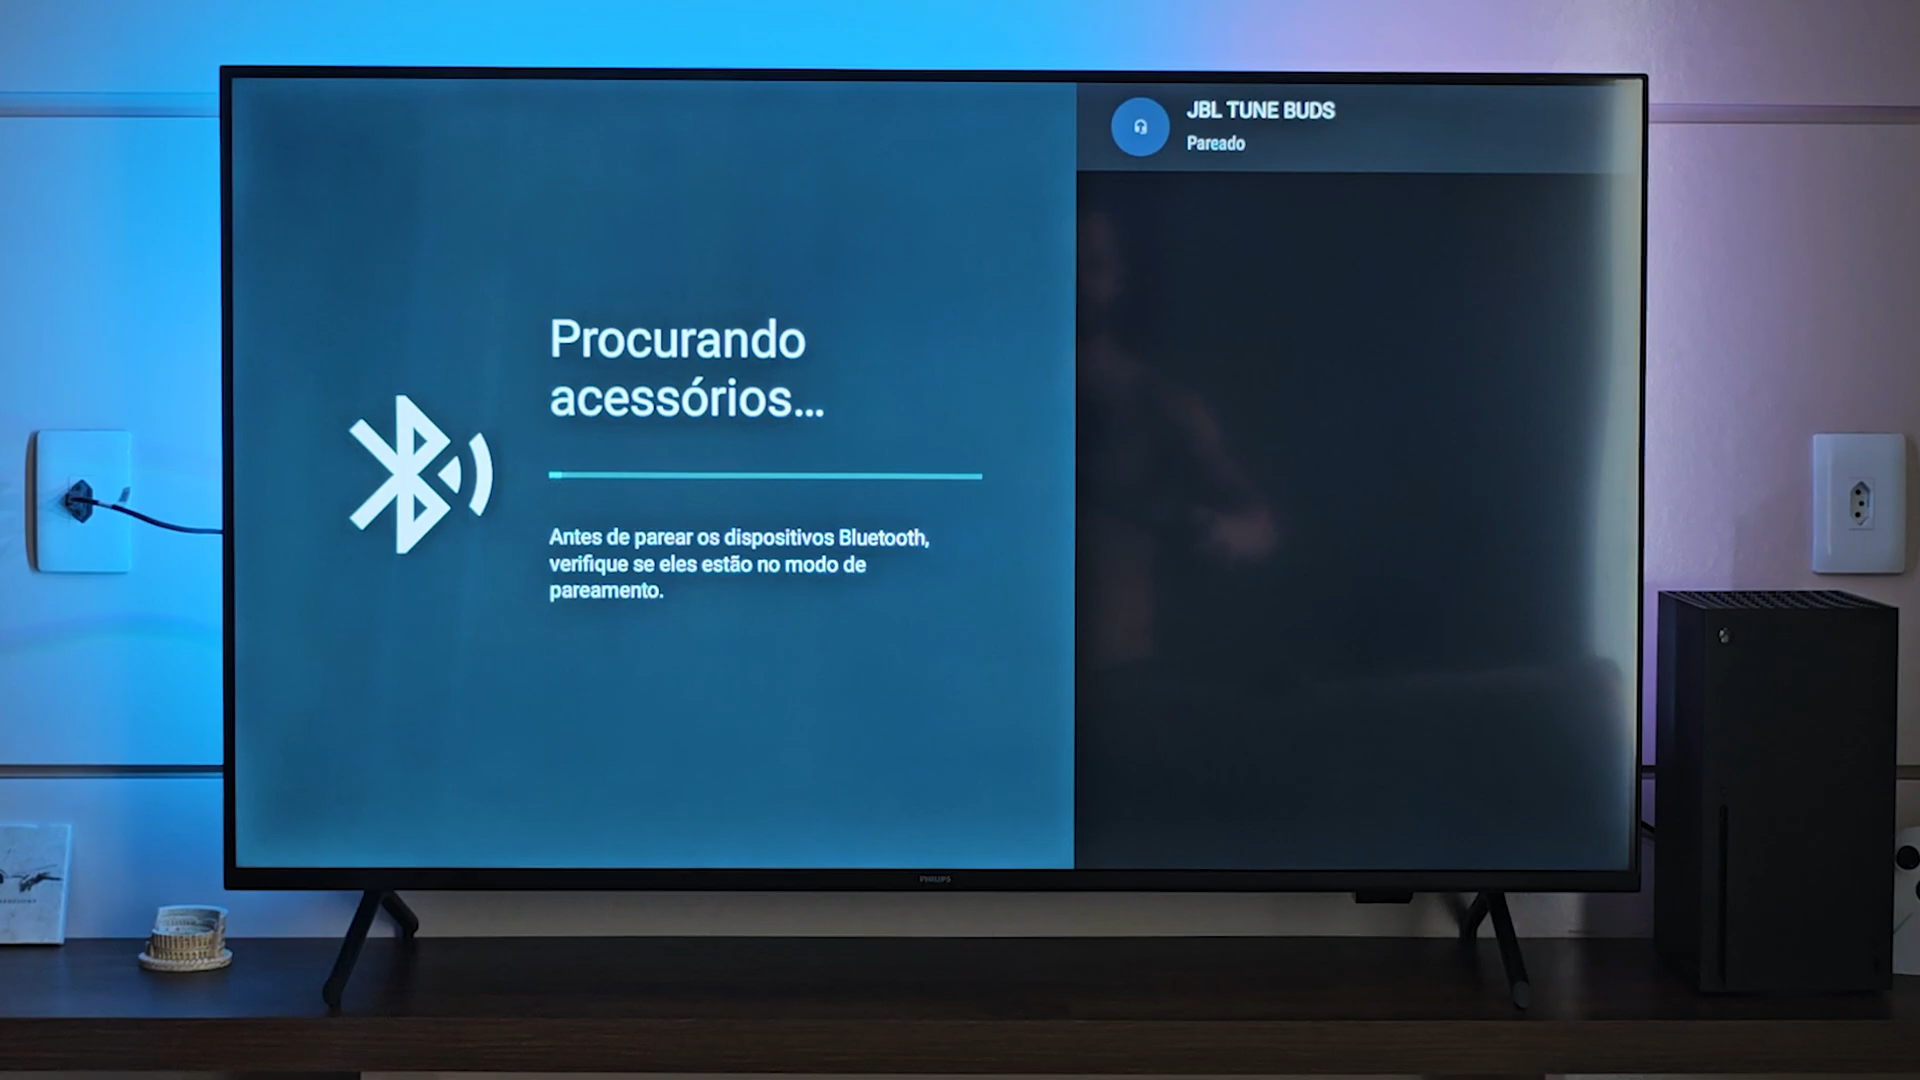 JBL TUNE BUDS
Pareado
Procurando
acessórios...
Antes de parear os dispositivos Bluetooth,
verifique se eles estão no modo de
pareamento.
PHILIPS